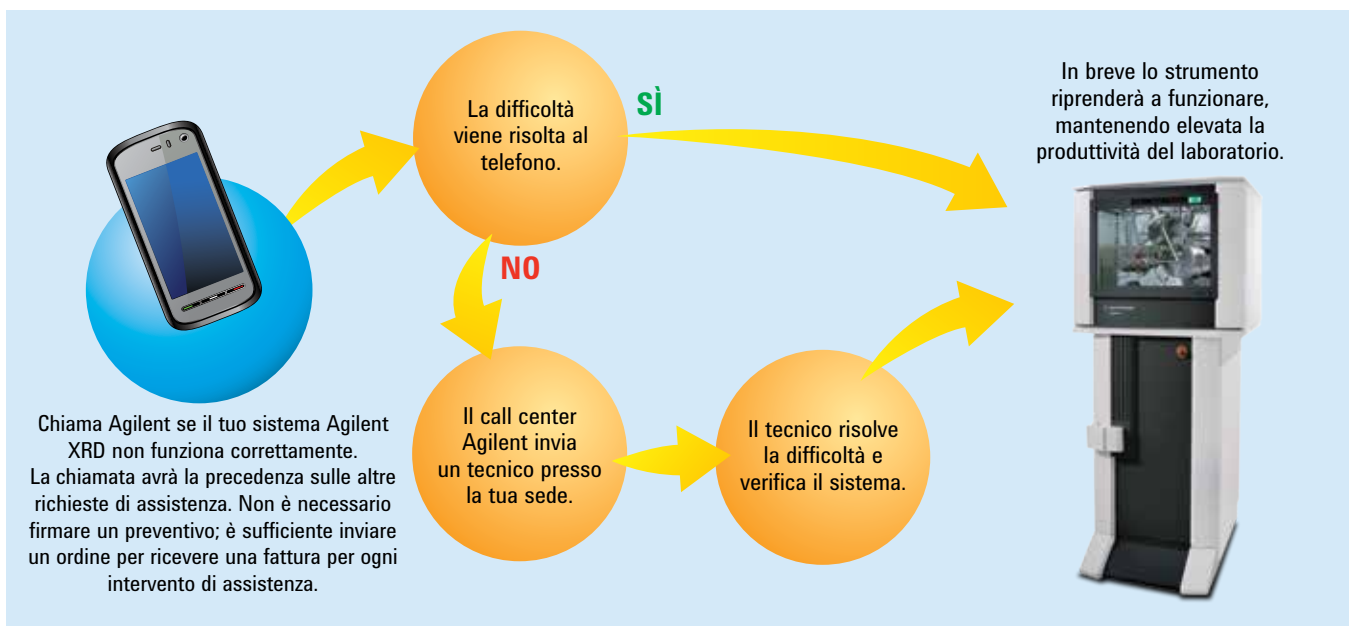 Chiama Agilent se il tuo sistema Agilent
XRD non funziona correttamente.
La chiamata avrà la precedenza sulle altre
richieste di assistenza. Non è necessario
firmare un preventivo; è sufficiente inviare
un ordine per ricevere una fattura per ogni
intervento di assistenza.
La difficoltà
viene risolta al
telefono.
SÌ
NO
Il call center
Agilent invia
un tecnico presso
la tua sede.
Il tecnico risolve
la difficoltà e
verifica il sistema.
In breve lo strumento
riprenderà a funzionare,
mantenendo elevata la
produttività del laboratorio.